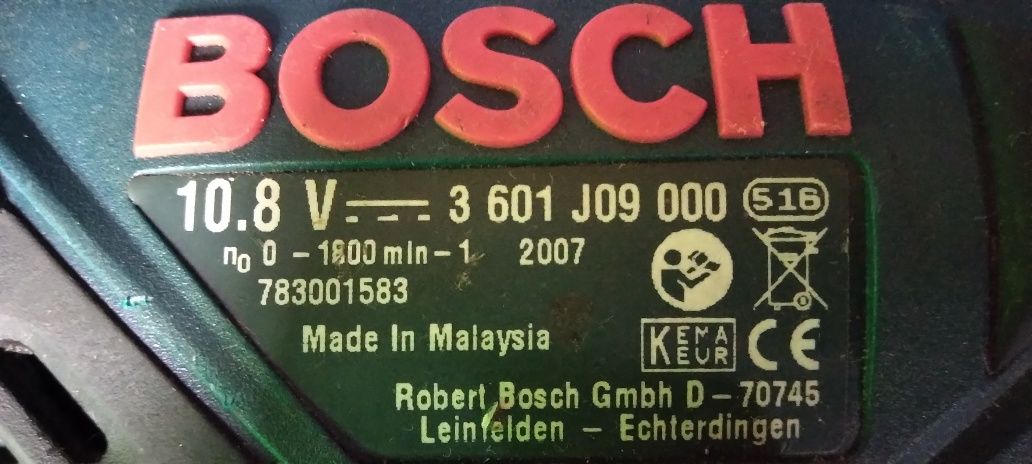 BOSCH
10.8 V 3 601 J09 000 516
n0 0 - 1800 min-1 2007
783001583
Made In Malaysia
KEMA EUR CE
Robert Bosch Gmbh D - 70745
Leinfelden - Echterdingen